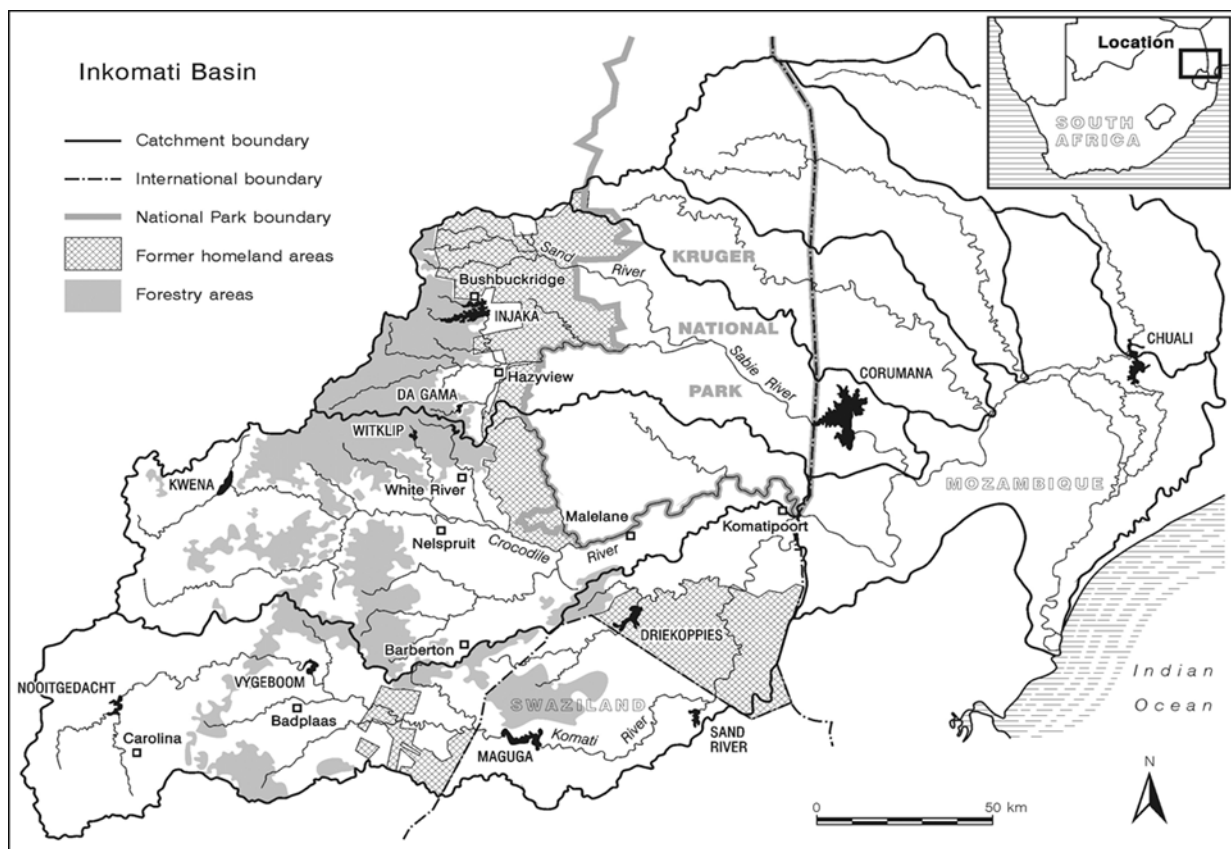 Inkomati Basin
Catchment boundary
International boundary
National Park boundary
Former homeland areas
Forestry areas
Location
SOUTH
AFRICA
Sand
River
KRUGER
Bushbuckridge
INJAKA
NATIONAL
Sabie River
CHUALI
Hazyview
PARK
CORUMANA
DA GAMA
WITKLIP
KWENA
White River
MOZAMBIQUE
Malelane
Komatipoort
Nelspruit
Crocodile
River
Barberton
DRIEKOPPIES
NOOITGEDACHT
VYGEBOOM
SWAZILAND
Indian
Ocean
Badplaas
Carolina
MAGUGA
Komati
River
SAND
RIVER
0
50 km
N